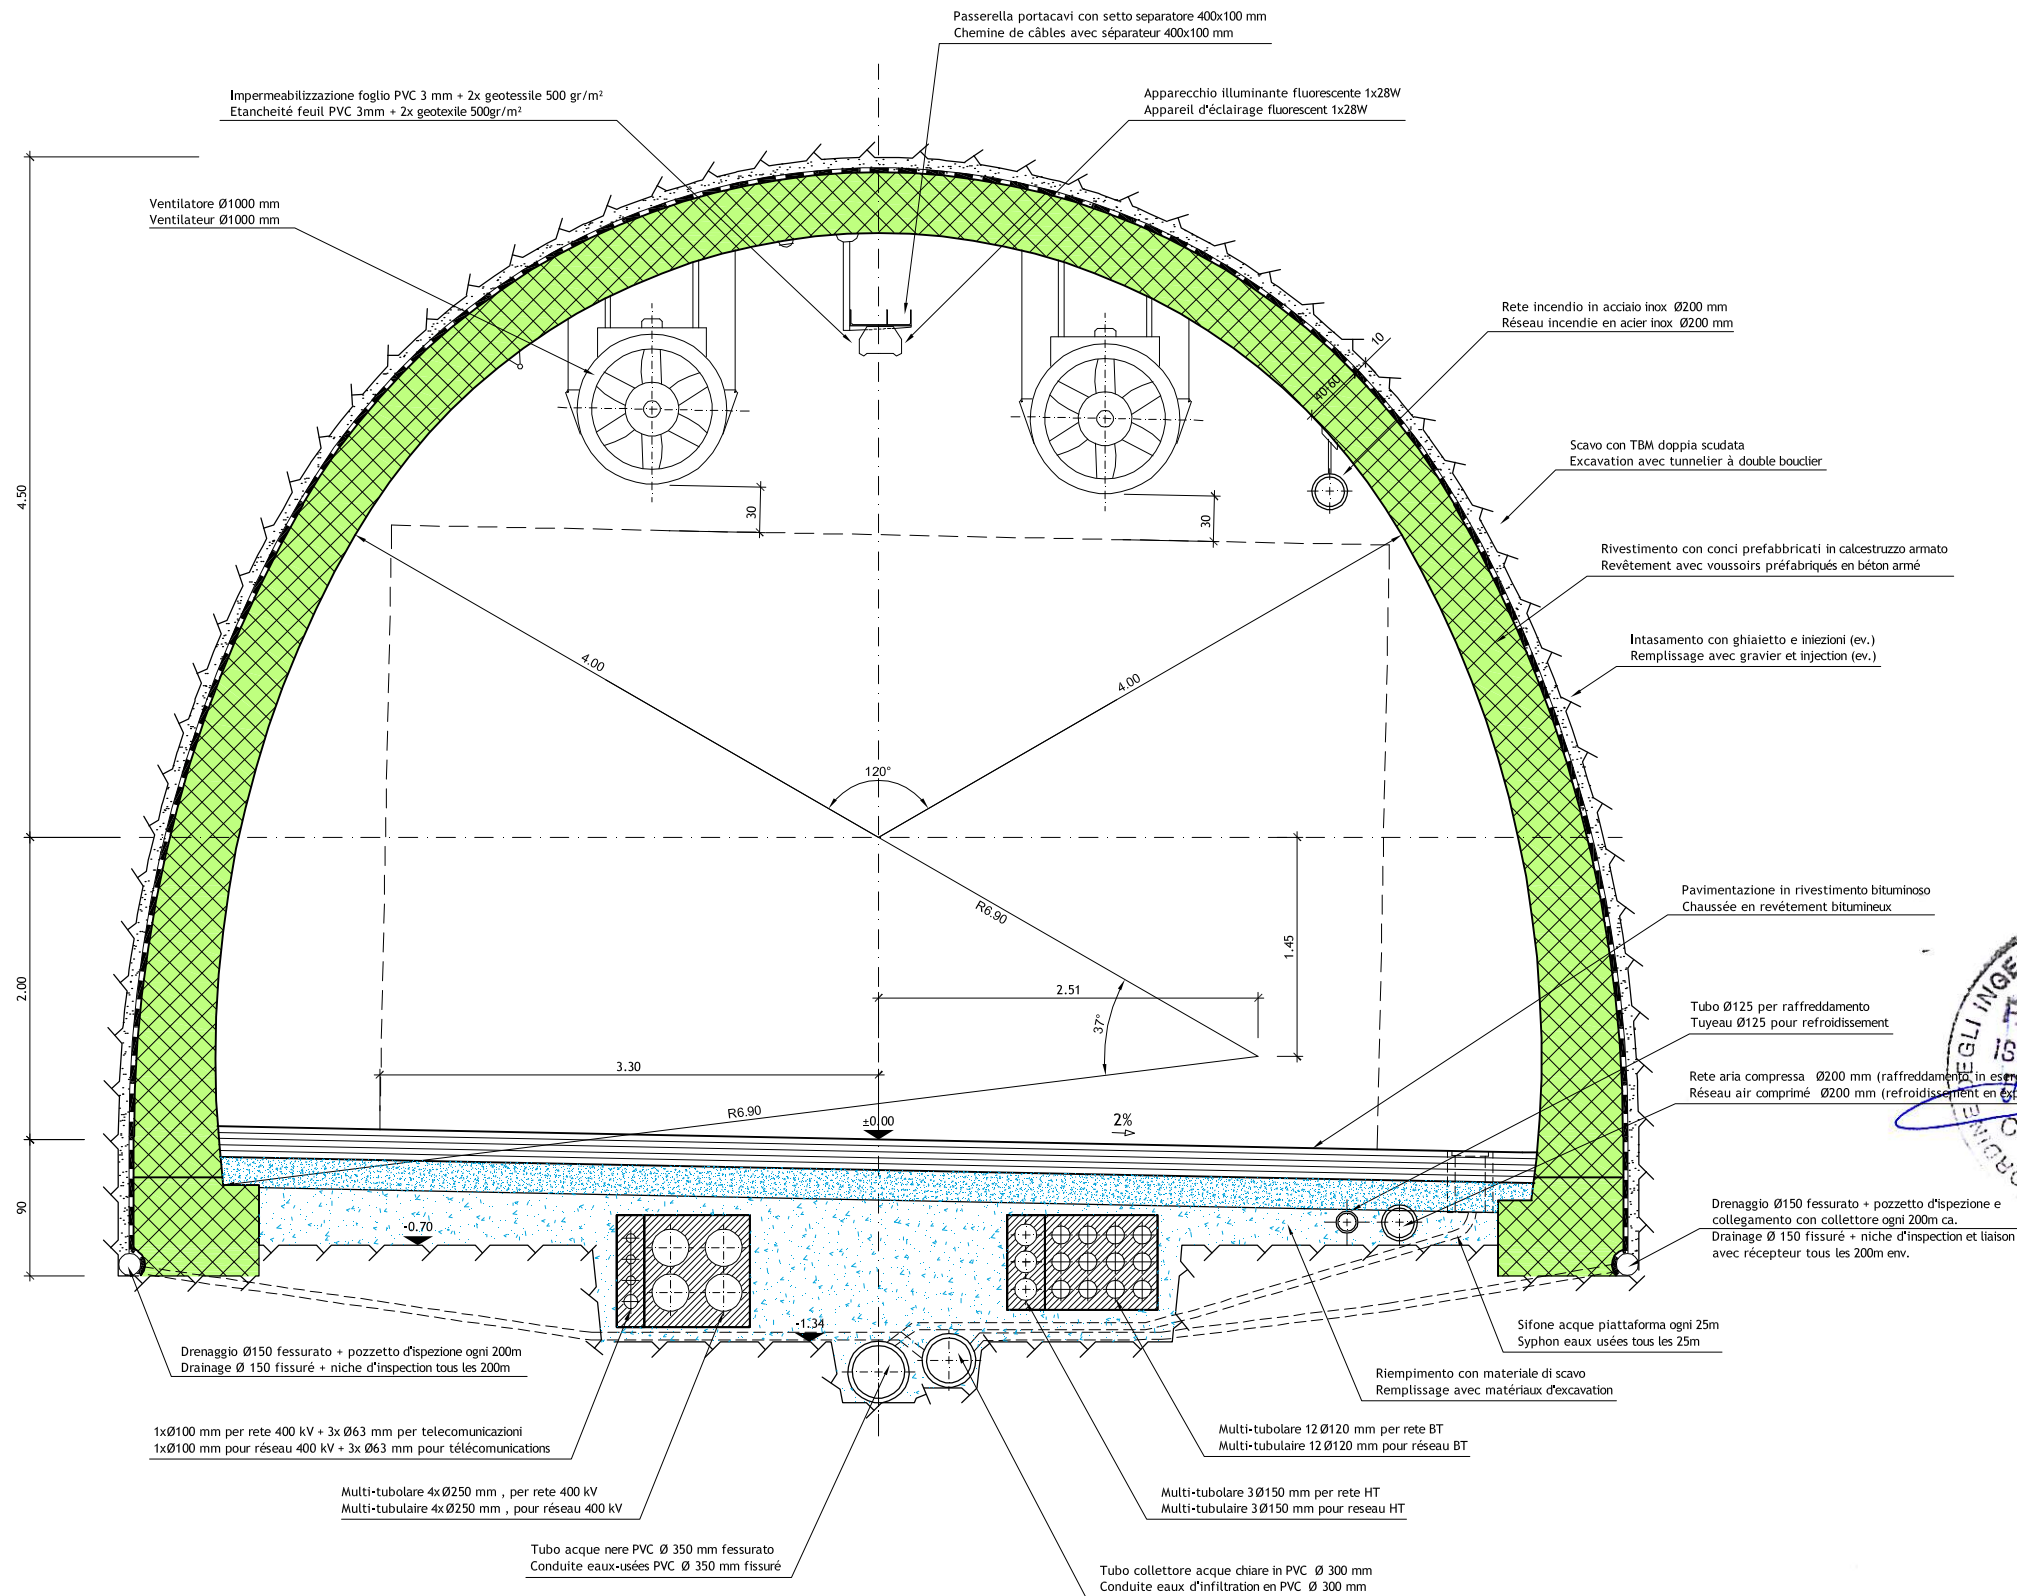 Passerella portacavi con setto separatore 400x100 mm
Chemine de câbles avec séparateur 400x100 mm
Impermeabilizzazione foglio PVC 3 mm + 2x geotessile 500 gr/m²
Etancheité feuil PVC 3mm + 2x geotexile 500gr/m²
Apparecchio illuminante fluorescente 1x28W
Appareil d'éclairage fluorescent 1x28W
Ventilatore Ø1000 mm
Ventilateur Ø1000 mm
Rete incendio in acciaio inox Ø200 mm
Réseau incendie en acier inox Ø200 mm
10
40÷60
Scavo con TBM doppia scudata
Excavation avec tunnelier à double bouclier
4.50
30
30
Rivestimento con conci prefabbricati in calcestruzzo armato
Revêtement avec voussoirs préfabriqués en béton armé
Intasamento con ghiaietto e iniezioni (ev.)
Remplissage avec gravier et injection (ev.)
4.00
4.00
120°
R6.90
1.45
Pavimentazione in rivestimento bituminoso
Chaussée en revétement bitumineux
2.00
2.51
37°
Tubo Ø125 per raffreddamento
Tuyeau Ø125 pour refroidissement
3.30
Rete aria compressa Ø200 mm (raffreddamento in
Réseau air comprimé Ø200 mm (refroidissement en
R6.90
±0.00
2%
90
-0.70
Drenaggio Ø150 fessurato + pozzetto d'ispezione e
collegamento con collettore ogni 200m ca.
Drainage Ø 150 fissuré + niche d'inspection et liaison
avec récepteur tous les 200m env.
-1.34
Sifone acque piattaforma ogni 25m
Syphon eaux usées tous les 25m
Drenaggio Ø150 fessurato + pozzetto d'ispezione ogni 200m
Drainage Ø 150 fissuré + niche d'inspection tous les 200m
Riempimento con materiale di scavo
Remplissage avec matériaux d'excavation
1xØ100 mm per rete 400 kV + 3x Ø63 mm per telecomunicazioni
1xØ100 mm pour réseau 400 kV + 3x Ø63 mm pour télécommunications
Multi-tubolare 12 Ø120 mm per rete BT
Multi-tubulaire 12 Ø120 mm pour réseau BT
Multi-tubolare 4x Ø250 mm , per rete 400 kV
Multi-tubulaire 4x Ø250 mm , pour réseau 400 kV
Multi-tubolare 3 Ø150 mm per rete HT
Multi-tubulaire 3 Ø150 mm pour reseau HT
Tubo acque nere PVC Ø 350 mm fessurato
Conduite eaux-usées PVC Ø 350 mm fissuré
Tubo collettore acque chiare in PVC Ø 300 mm
Conduite eaux d'infiltration en PVC Ø 300 mm